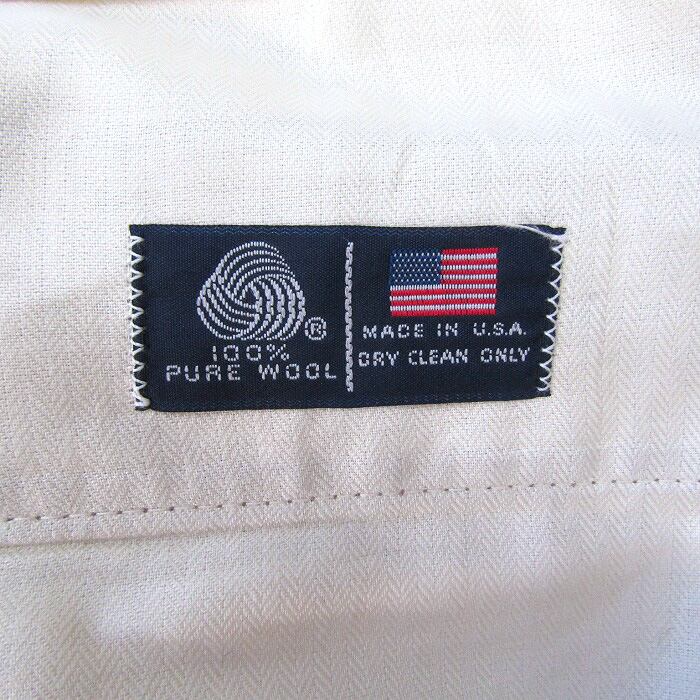 ®
100%
PURE WOOL
MADE IN U.S.A.
DRY CLEAN ONLY